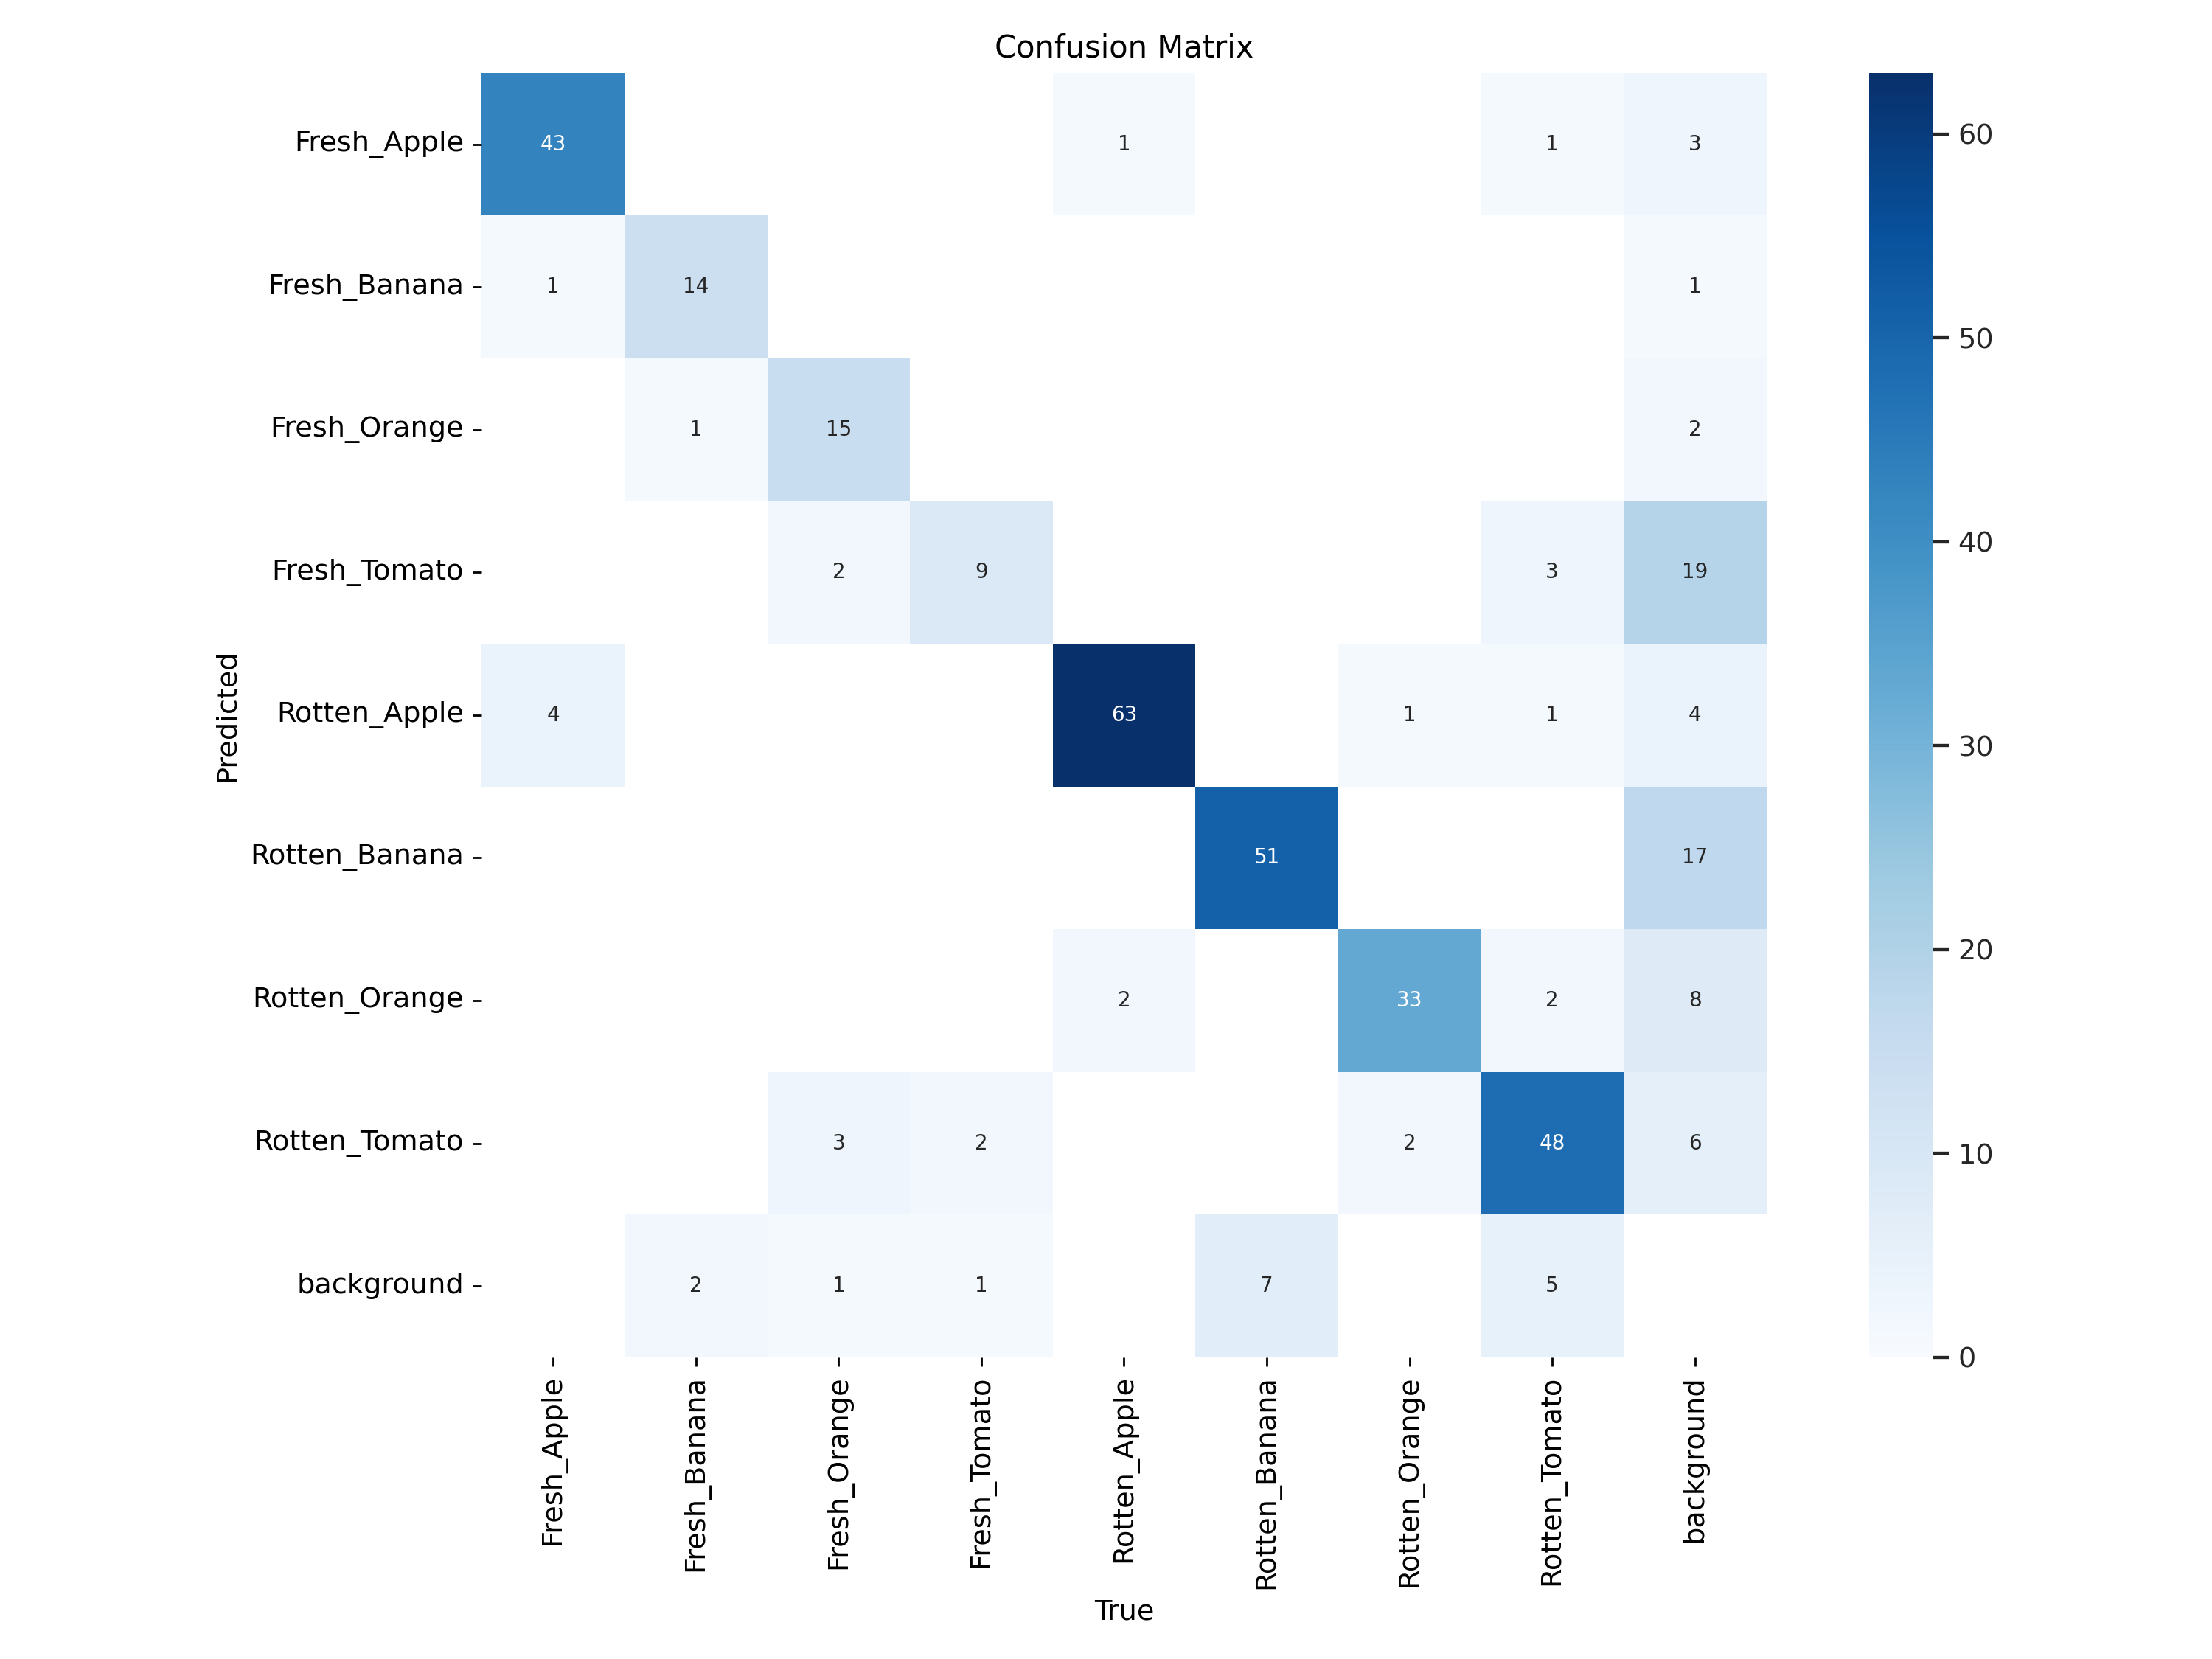 Confusion Matrix
Fresh_Apple 43 1 1 3
Fresh_Banana 1 14 1
Fresh_Orange 1 15 2
Fresh_Tomato 2 9 3 19
Rotten_Apple 4 63 1 1 4
Rotten_Banana 51 17
Rotten_Orange 2 33 2 8
Rotten_Tomato 3 2 2 48 6
background 2 1 1 7 5
Predicted
Fresh_Apple
Fresh_Banana
Fresh_Orange
Fresh_Tomato
Rotten_Apple
Rotten_Banana
Rotten_Orange
Rotten_Tomato
background
True
60
50
40
30
20
10
0